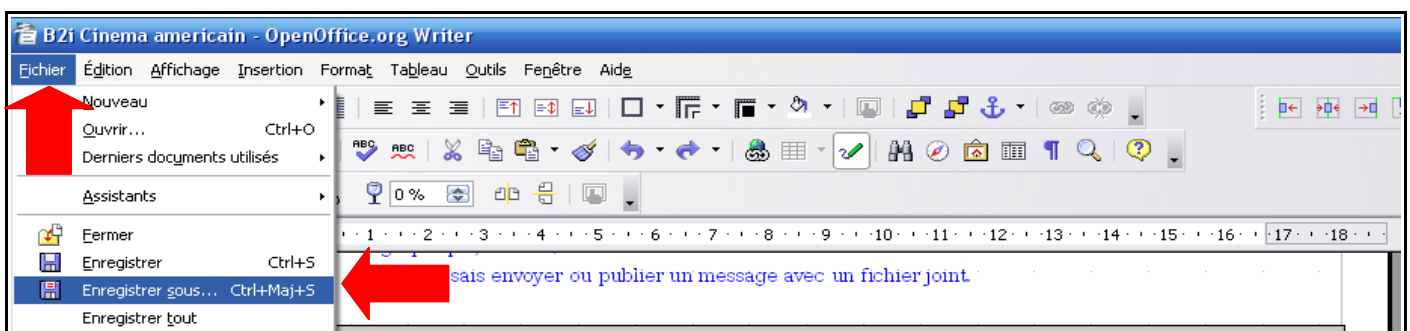 B2i Cinema americain - OpenOffice.org Writer
Fichier Édition Affichage Insertion Format Tableau Outils Fenêtre Aide
Nouveau
Ouvrir... Ctrl+O
Derniers documents utilisés
ABC ABC
Assistants
0 %
Fermer
1 2 3 4 5 6 7 8 9 10 11 12 13 14 15 16 17 18
Enregistrer Ctrl+S
sais envoyer ou publier un message avec un fichier joint.
Enregistrer sous... Ctrl+Maj+S
Enregistrer tout